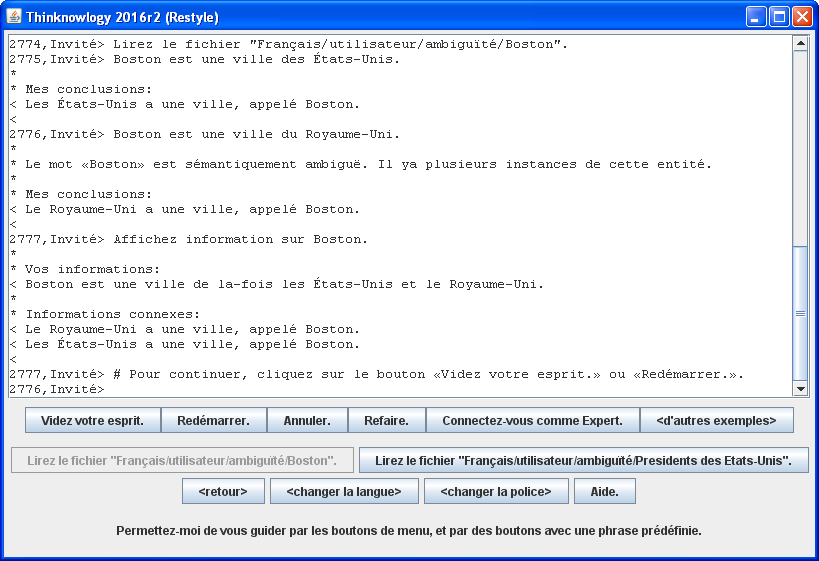 Thinknowlogy 2016r2 (Restyle)
2774,Invité> Lirez le fichier "Français/utilisateur/ambiguïté/Boston".
2775,Invité> Boston est une ville des États-Unis.
*
* Mes conclusions:
< Les États-Unis a une ville, appelé Boston.
<
2776,Invité> Boston est une ville du Royaume-Uni.
*
* Le mot «Boston» est sémantiquement ambiguë. Il ya plusieurs instances de cette entité.
*
* Mes conclusions:
< Le Royaume-Uni a une ville, appelé Boston.
<
2777,Invité> Affichez information sur Boston.
*
* Vos informations:
< Boston est une ville de la-fois les États-Unis et le Royaume-Uni.
*
* Informations connexes:
< Le Royaume-Uni a une ville, appelé Boston.
< Les États-Unis a une ville, appelé Boston.
<
2777,Invité> # Pour continuer, cliquez sur le bouton «Videz votre esprit.» ou «Redémarrer.».
2776,Invité>
Videz votre esprit. Redémarrer. Annuler. Refaire. Connectez-vous comme Expert. <d'autres exemples>
Lirez le fichier "Français/utilisateur/ambiguïté/Boston". Lirez le fichier "Français/utilisateur/ambiguïté/Presidents des Etats-Unis".
<retour> <changer la langue> <changer la police> Aide.
Permettez-moi de vous guider par les boutons de menu, et par des boutons avec une phrase prédéfinie.